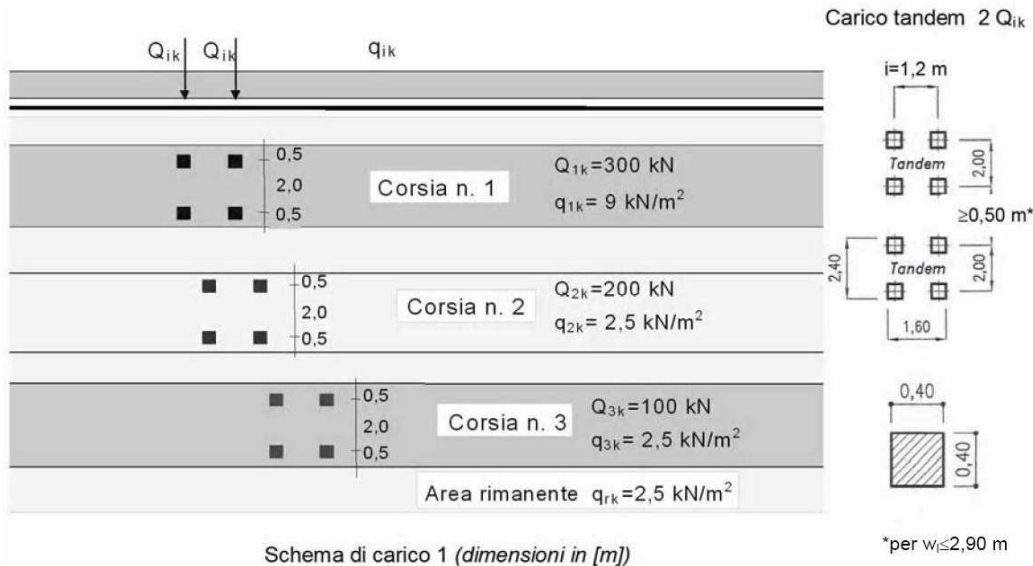 Carico tandem 2 Qik
Qik Qik qik
i=1,2 m
0,5
2,0
0,5
Corsia n. 1
Q1k=300 kN
q1k= 9 kN/m²
Tandem
2,00
≥0,50 m*
0,5
2,0
0,5
Corsia n. 2
Q2k=200 kN
q2k= 2,5 kN/m²
2,40
Tandem
2,00
1,60
0,5
2,0
0,5
Corsia n. 3
Q3k=100 kN
q3k= 2,5 kN/m²
0,40
0,40
Area rimanente qrk=2,5 kN/m²
Schema di carico 1 (dimensioni in [m])
*per wl≤2,90 m